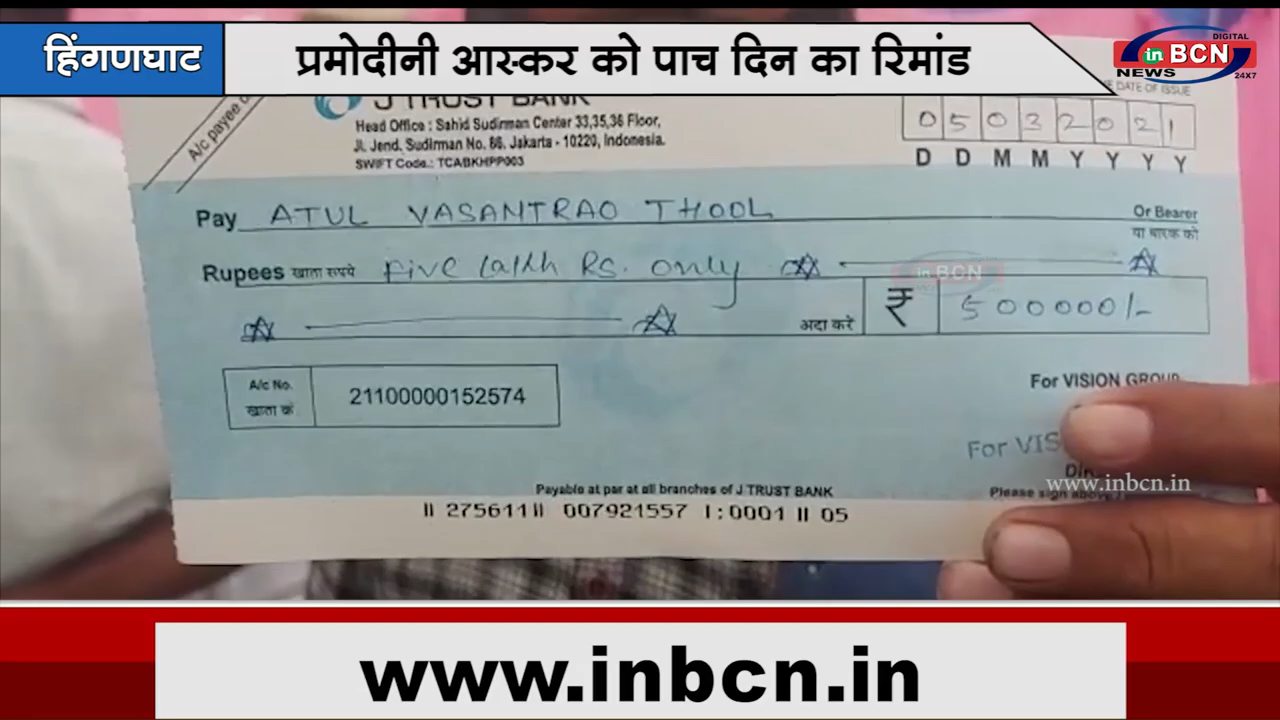 हिंगणघाट
प्रमोदीनी आस्कर को पाच दिन का रिमांड
DIGITAL
in BCN
NEWS 24X7
A/c payee
J TRUST BANK
DATE OF ISSUE
Head Office : Sahid Sudirman Center 33,35,36 Floor,
Jl. Jend. Sudirman No. 86. Jakarta - 10220, Indonesia.
SWIFT Code.: TCABKHPP003
0 5 0 3 2 0 2 1
D D M M Y Y Y Y
Pay ATUL VASANTRAO THOOL Or Bearer
या धारक को
Rupees खाता रुपये Five lakh Rs. only
in BCN
अदा करें ₹ 500000/-
A/c No. 21100000152574
खाता क्रं
For VISION GROUP
For VIS
www.inbcn.in
Payable at par at all branches of J TRUST BANK
Please sign above
⑈ 275611⑈ 007921557 I:0001 ⑈ 05
www.inbcn.in